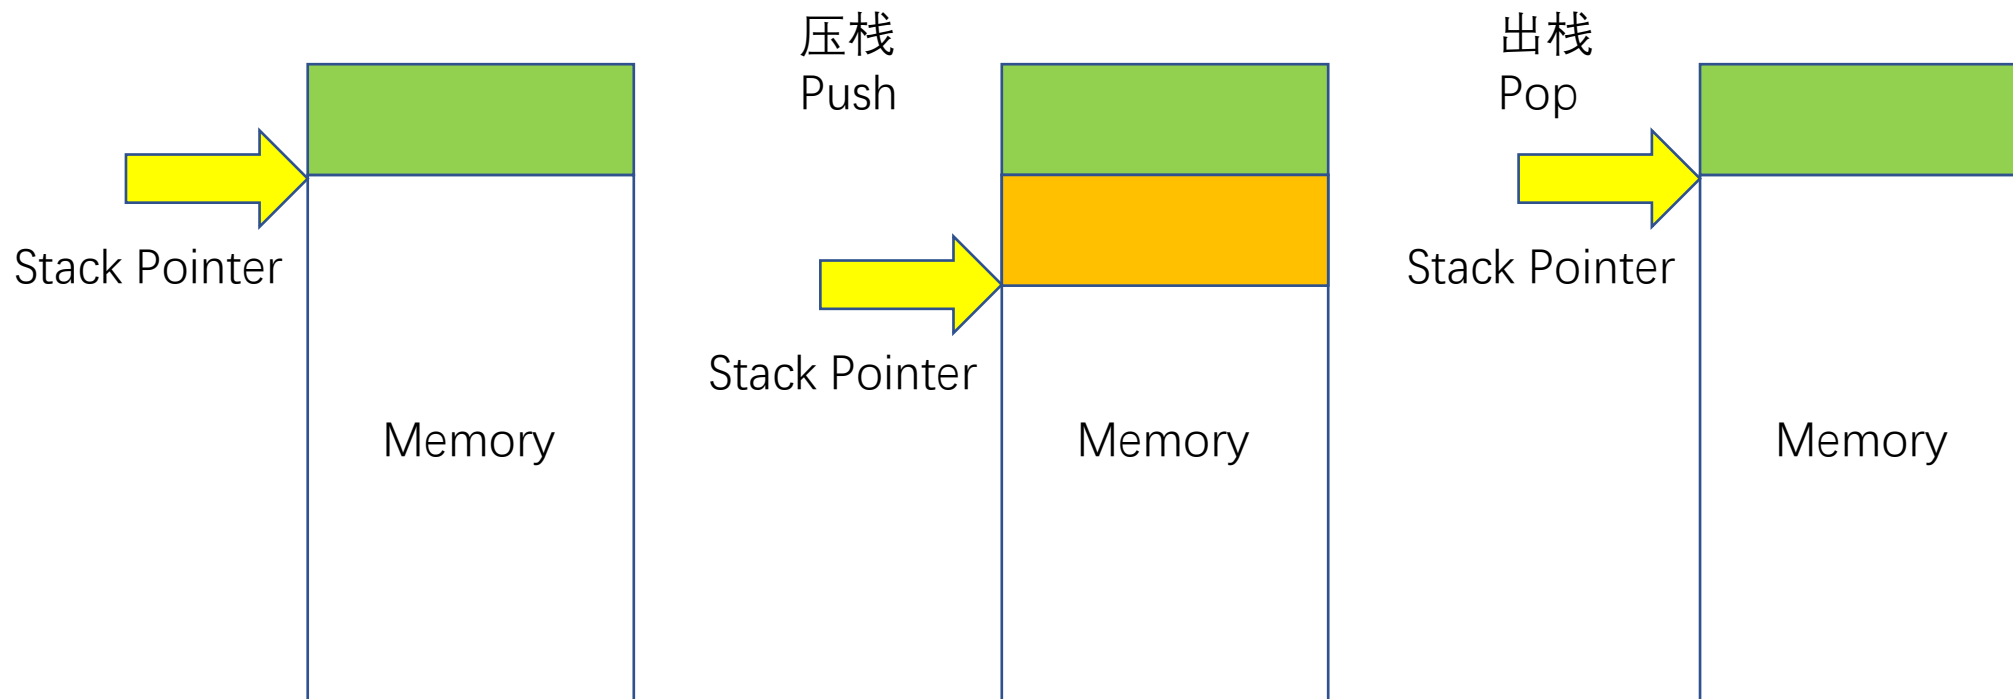 Stack Pointer
Memory
压栈
Push
Stack Pointer
Memory
出栈
Pop
Stack Pointer
Memory